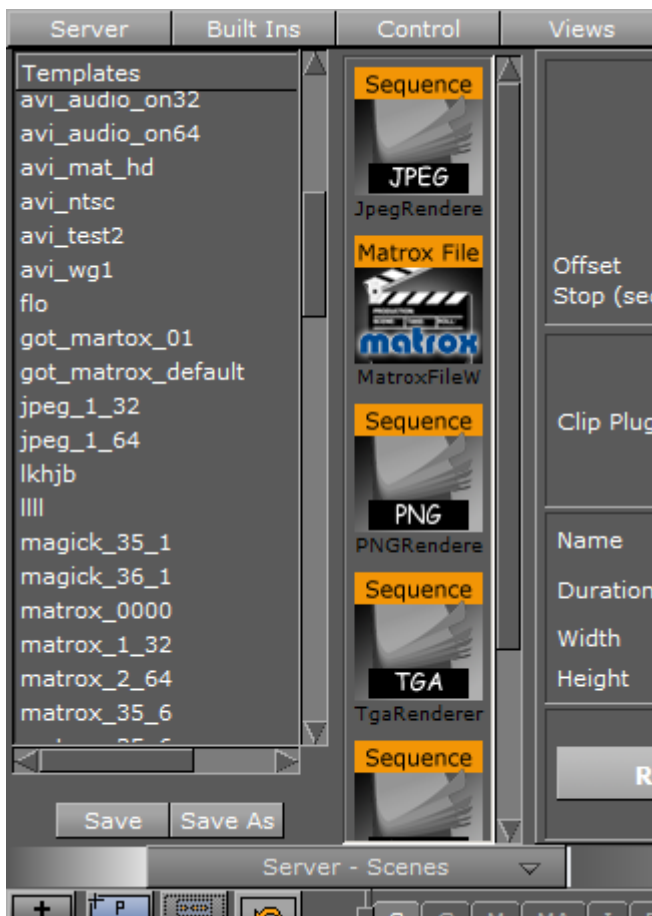 Server Built Ins Control Views
Templates
avi_audio_on32
avi_audio_on64
avi_mat_hd
avi_ntsc
avi_test2
avi_wg1
flo
got_martox_01
got_matrox_default
jpeg_1_32
jpeg_1_64
lkhjb
llll
magick_35_1
magick_36_1
matrox_0000
matrox_1_32
matrox_2_64
matrox_35_6
Save Save As
Sequence
JPEG
JpegRendere
Matrox File
matrox
MatroxFileW
Sequence
PNG
PNGRendere
Sequence
TGA
TgaRenderer
Sequence
Offset
Stop (sec
Clip Plug
Name
Duration
Width
Height
R
Server - Scenes
P